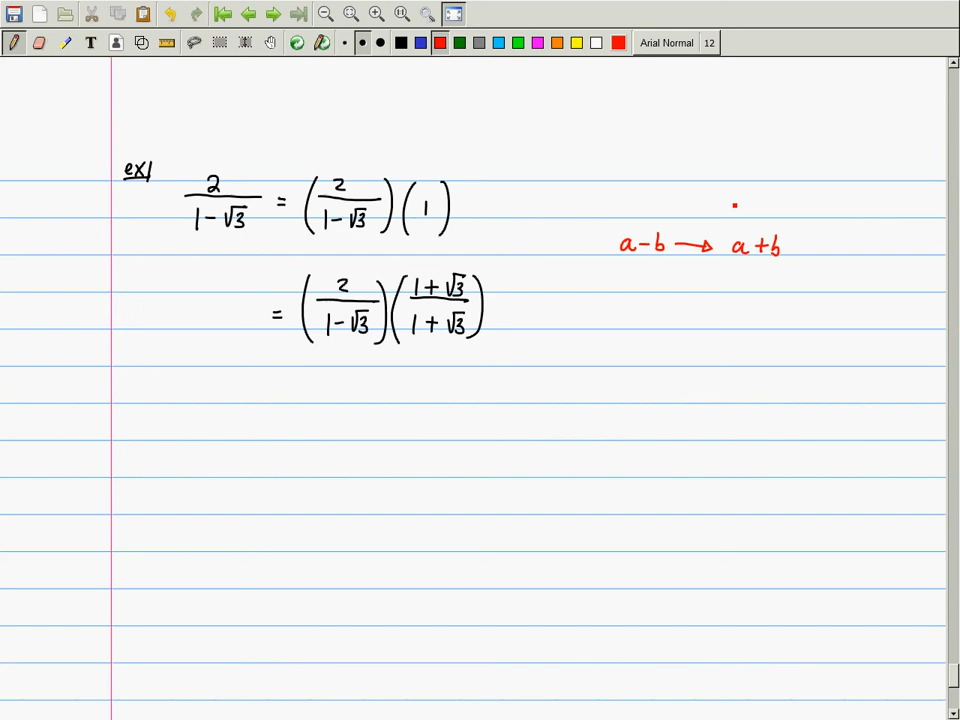 Arial Normal 12
ex1
2/(1-√3) = (2/(1-√3))(1)
a-b → a+b
= (2/(1-√3))((1+√3)/(1+√3))